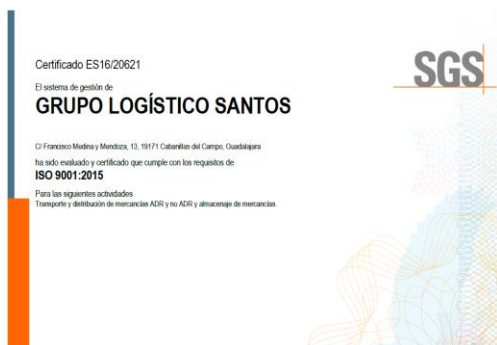 Certificado ES16/20621
SGS
El sistema de gestión de
GRUPO LOGÍSTICO SANTOS
C/ Francisco Medina y Mendoza, 13, 19171 Cabanillas del Campo, Guadalajara
ha sido evaluado y certificado que cumple con los requisitos de
ISO 9001:2015
Para las siguientes actividades
Transporte y distribución de mercancías ADR y no ADR y almacenaje de mercancías.